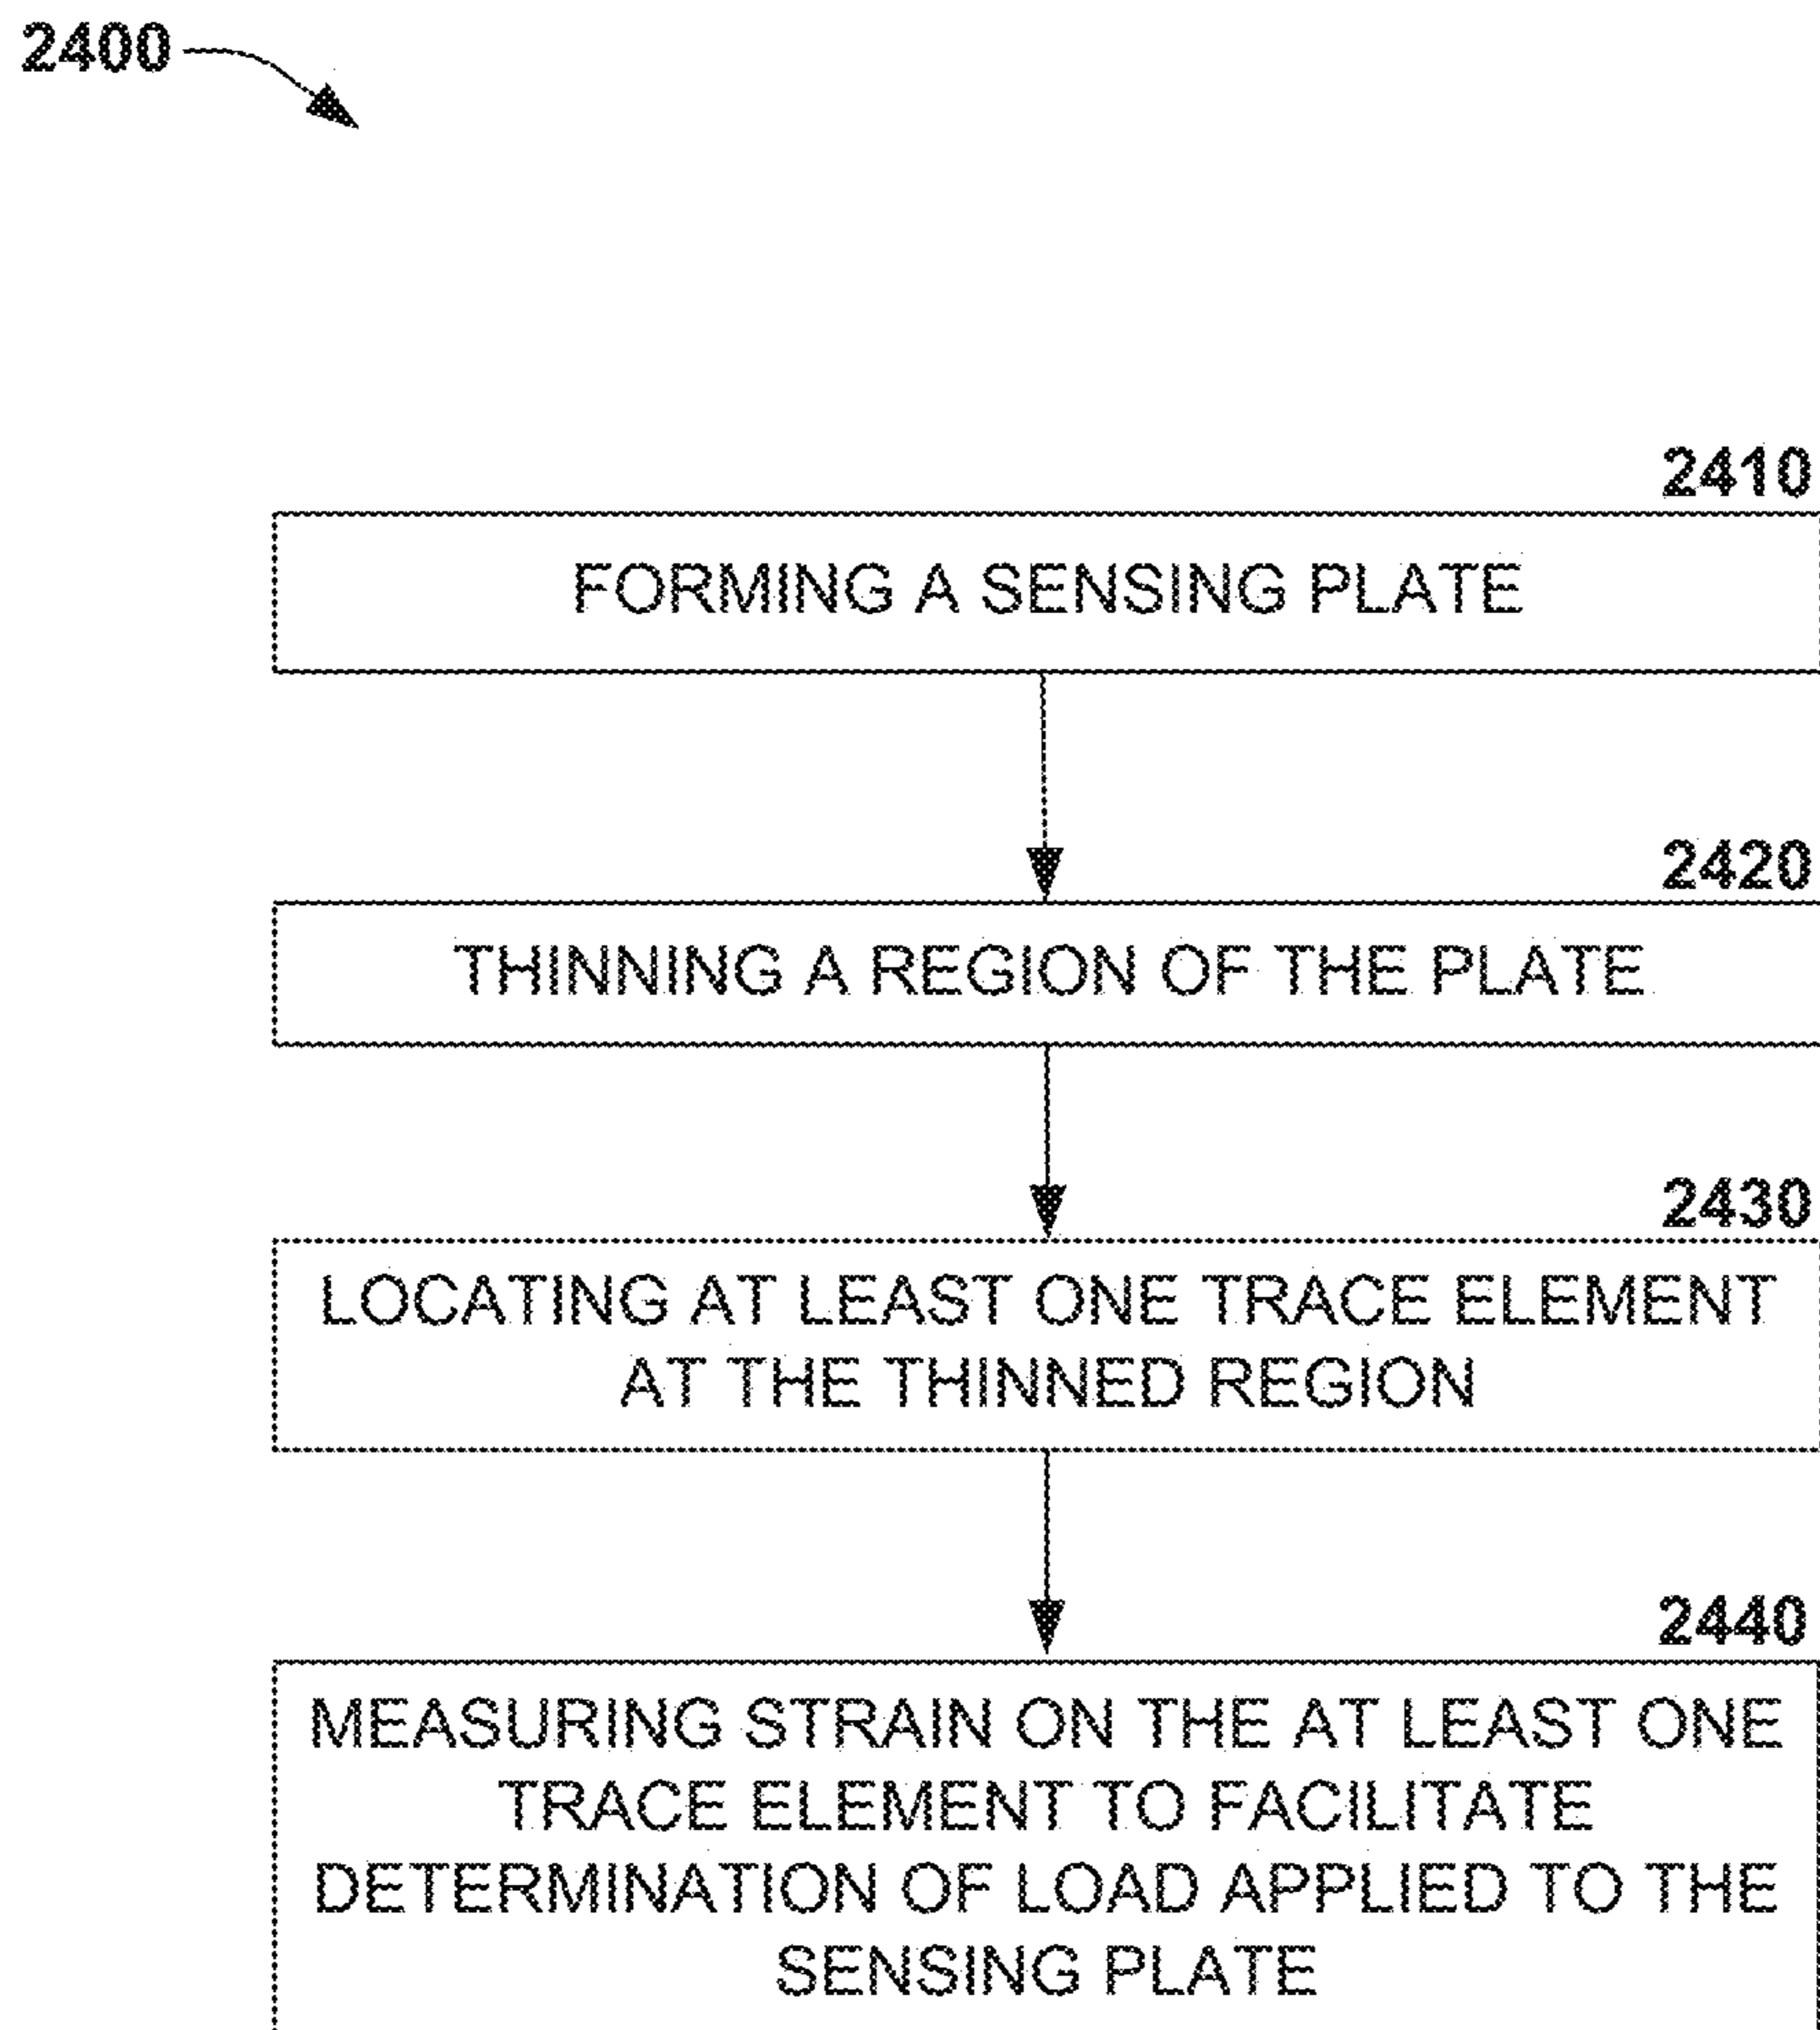 2400
2410
FORMING A SENSING PLATE
2420
THINNING A REGION OF THE PLATE
2430
LOCATING AT LEAST ONE TRACE ELEMENT
AT THE THINNED REGION
2440
MEASURING STRAIN ON THE AT LEAST ONE
TRACE ELEMENT TO FACILITATE
DETERMINATION OF LOAD APPLIED TO THE
SENSING PLATE